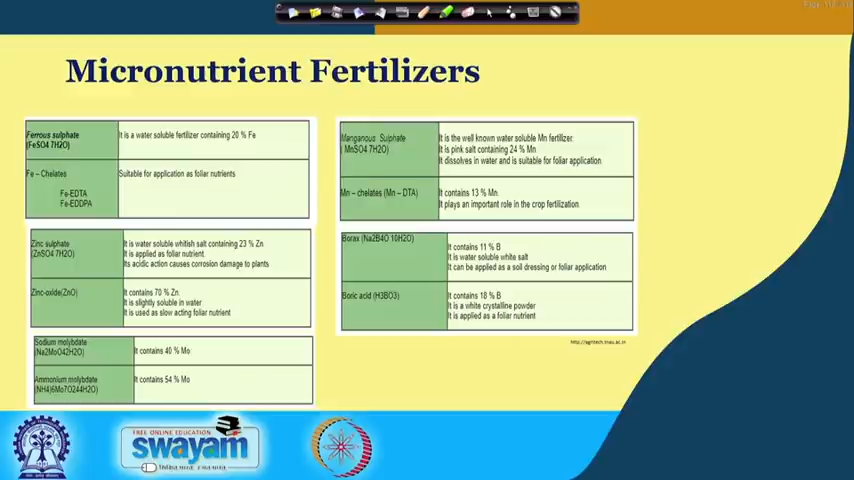 Micronutrient Fertilizers
Ferrous sulphate
(FeSO4 7H2O)
It is a water soluble fertilizer containing 20 % Fe
Fe – Chelates
Fe-EDTA
Fe-EDDPA
Suitable for application as foliar nutrients
Zinc sulphate
(ZnSO4 7H2O)
It is water soluble whitish salt containing 23 % Zn
It is applied as foliar nutrient
Its acidic action causes corrosion damage to plants
Zinc-oxide(ZnO)
It contains 70 % Zn
It is slightly soluble in water
It is used as slow acting foliar nutrient
Sodium molybdate
(Na2MoO42H2O)
It contains 40 % Mo
Ammonium molybdate
(NH4)6Mo7O244H2O)
It contains 54 % Mo
Manganous Sulphate
( MnSO4 7H2O)
It is the well known water soluble Mn fertilizer.
It is pink salt containing 24 % Mn
It dissolves in water and is suitable for foliar application
Mn – chelates (Mn – DTA)
It contains 13 % Mn.
It plays an important role in the crop fertilization
Borax (Na2B4O 10H2O)
It contains 11 % B
It is water soluble white salt
It can be applied as a soil dressing or foliar application
Boric acid (H3BO3)
It contains 18 % B
It is a white crystalline powder
It is applied as a foliar nutrient
http://agritech.tnau.ac.in
FREE ONLINE EDUCATION
swayam